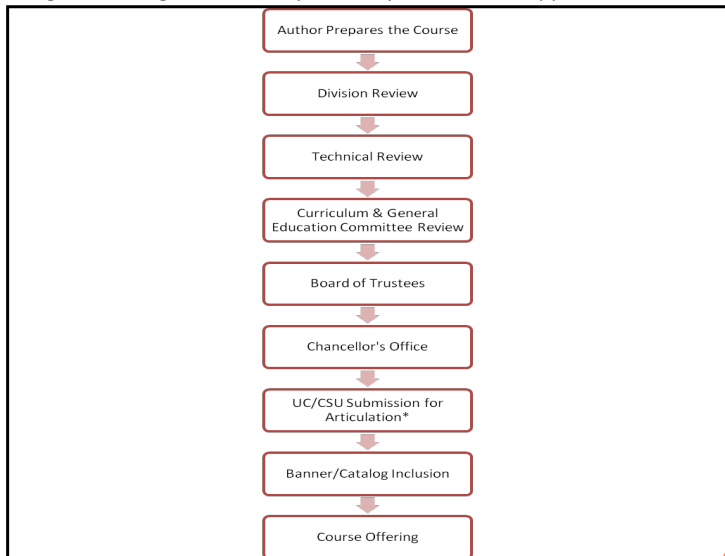 Author Prepares the Course
Division Review
Technical Review
Curriculum & General
Education Committee Review
Board of Trustees
Chancellor's Office
UC/CSU Submission for
Articulation*
Banner/Catalog Inclusion
Course Offering